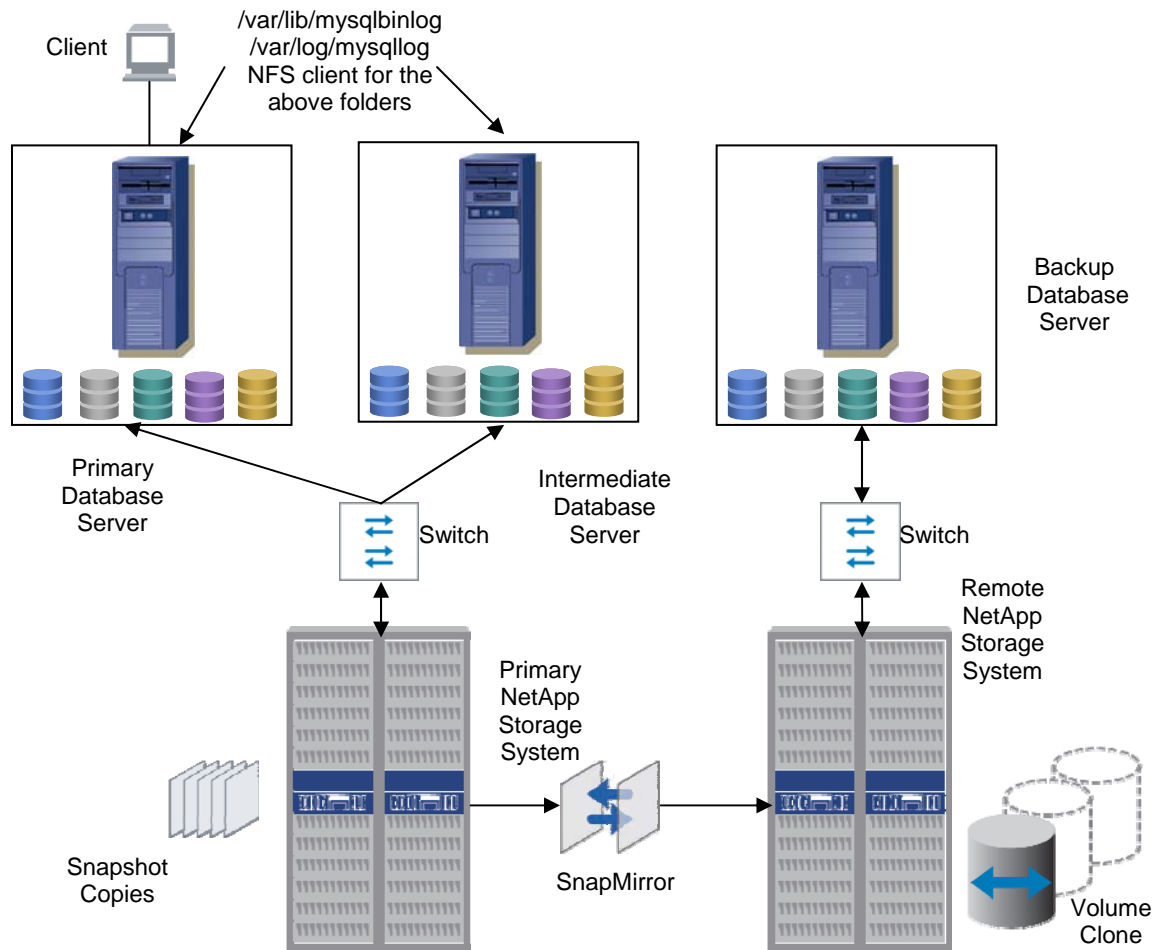 Client
/var/lib/mysqlbinlog
/var/log/mysqllog
NFS client for the
above folders
Backup
Database
Server
Primary
Database
Server
Switch
Intermediate
Database
Server
Switch
Primary
NetApp
Storage
System
Remote
NetApp
Storage
System
Snapshot
Copies
SnapMirror
Volume
Clone